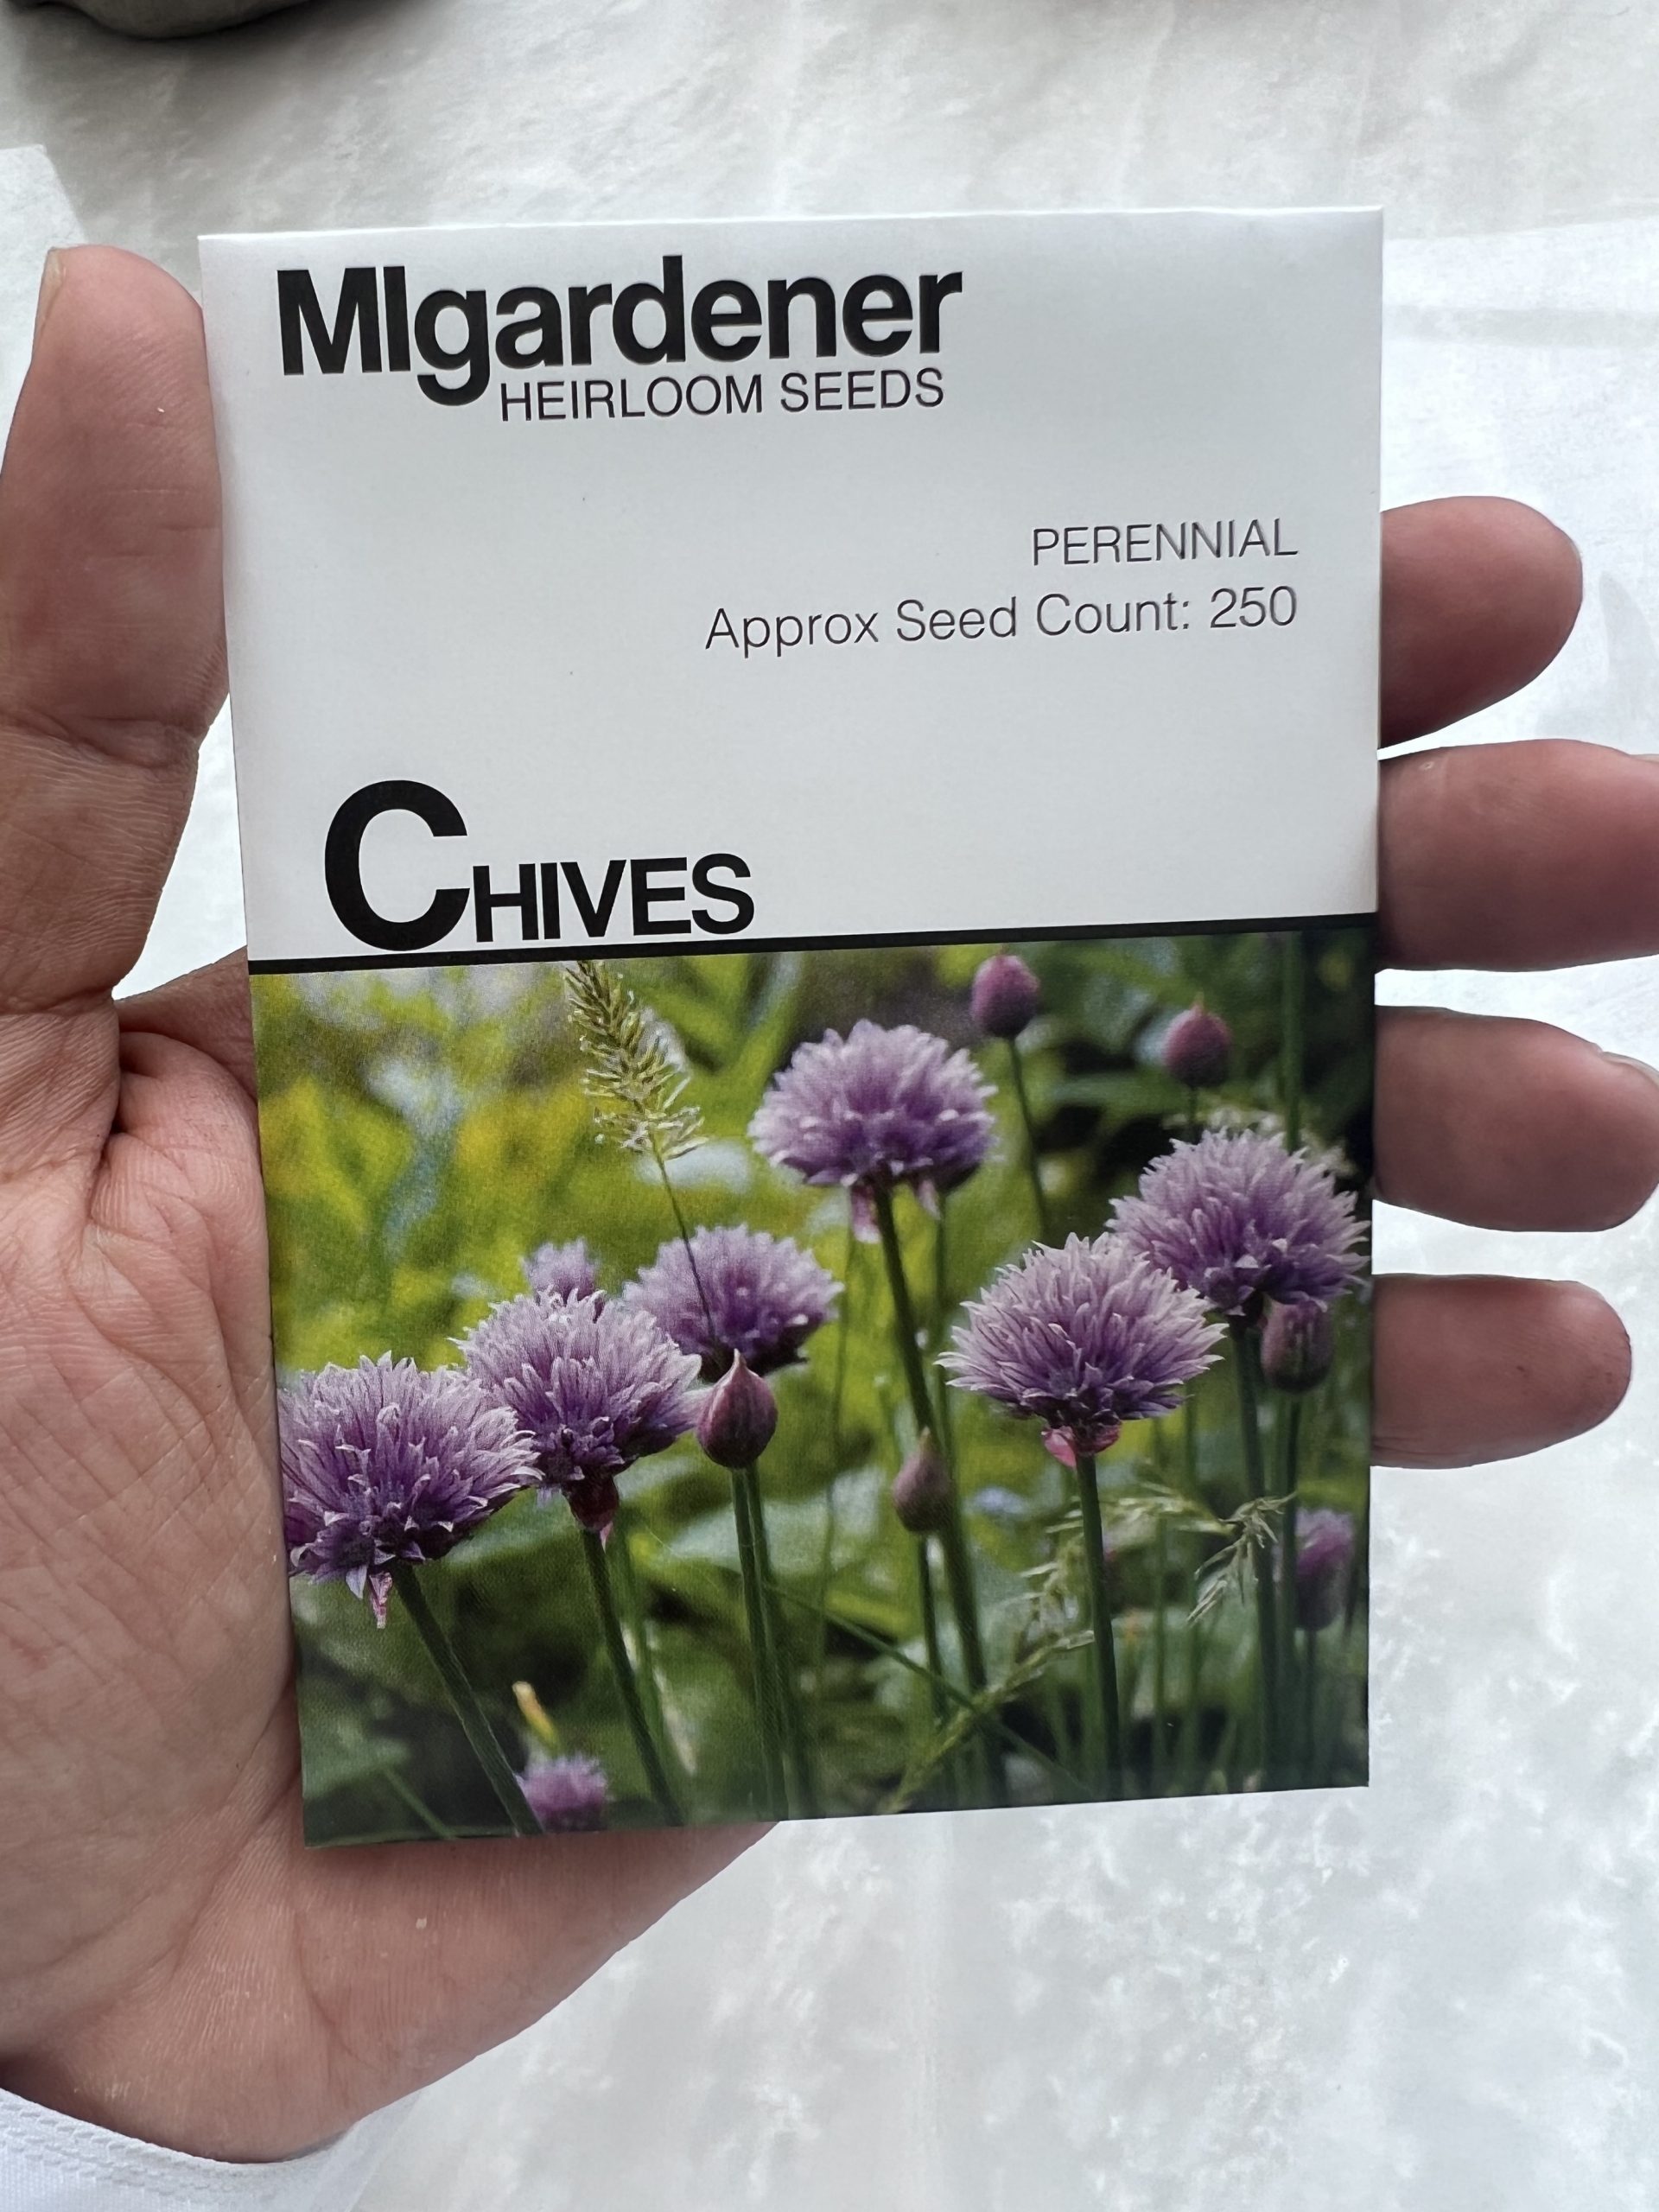 MIgardener
HEIRLOOM SEEDS
PERENNIAL
Approx Seed Count: 250
CHIVES